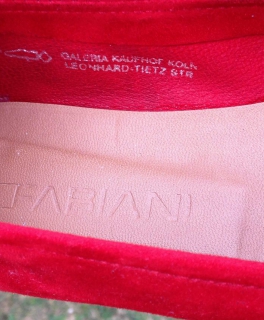 GALERIA KAUFHOF KÖLN
LEONHARD-TIETZ STR
FABIANI